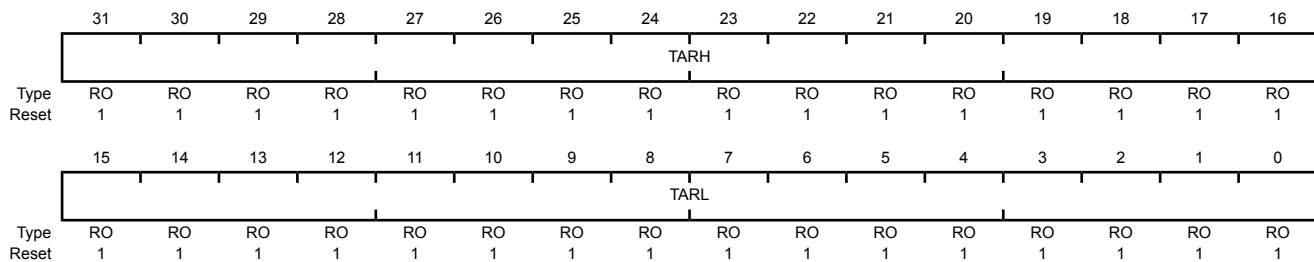 31 30 29 28 27 26 25 24 23 22 21 20 19 18 17 16
TARH
Type RO RO RO RO RO RO RO RO RO RO RO RO RO RO RO RO
Reset 1 1 1 1 1 1 1 1 1 1 1 1 1 1 1 1
15 14 13 12 11 10 9 8 7 6 5 4 3 2 1 0
TARL
Type RO RO RO RO RO RO RO RO RO RO RO RO RO RO RO RO
Reset 1 1 1 1 1 1 1 1 1 1 1 1 1 1 1 1